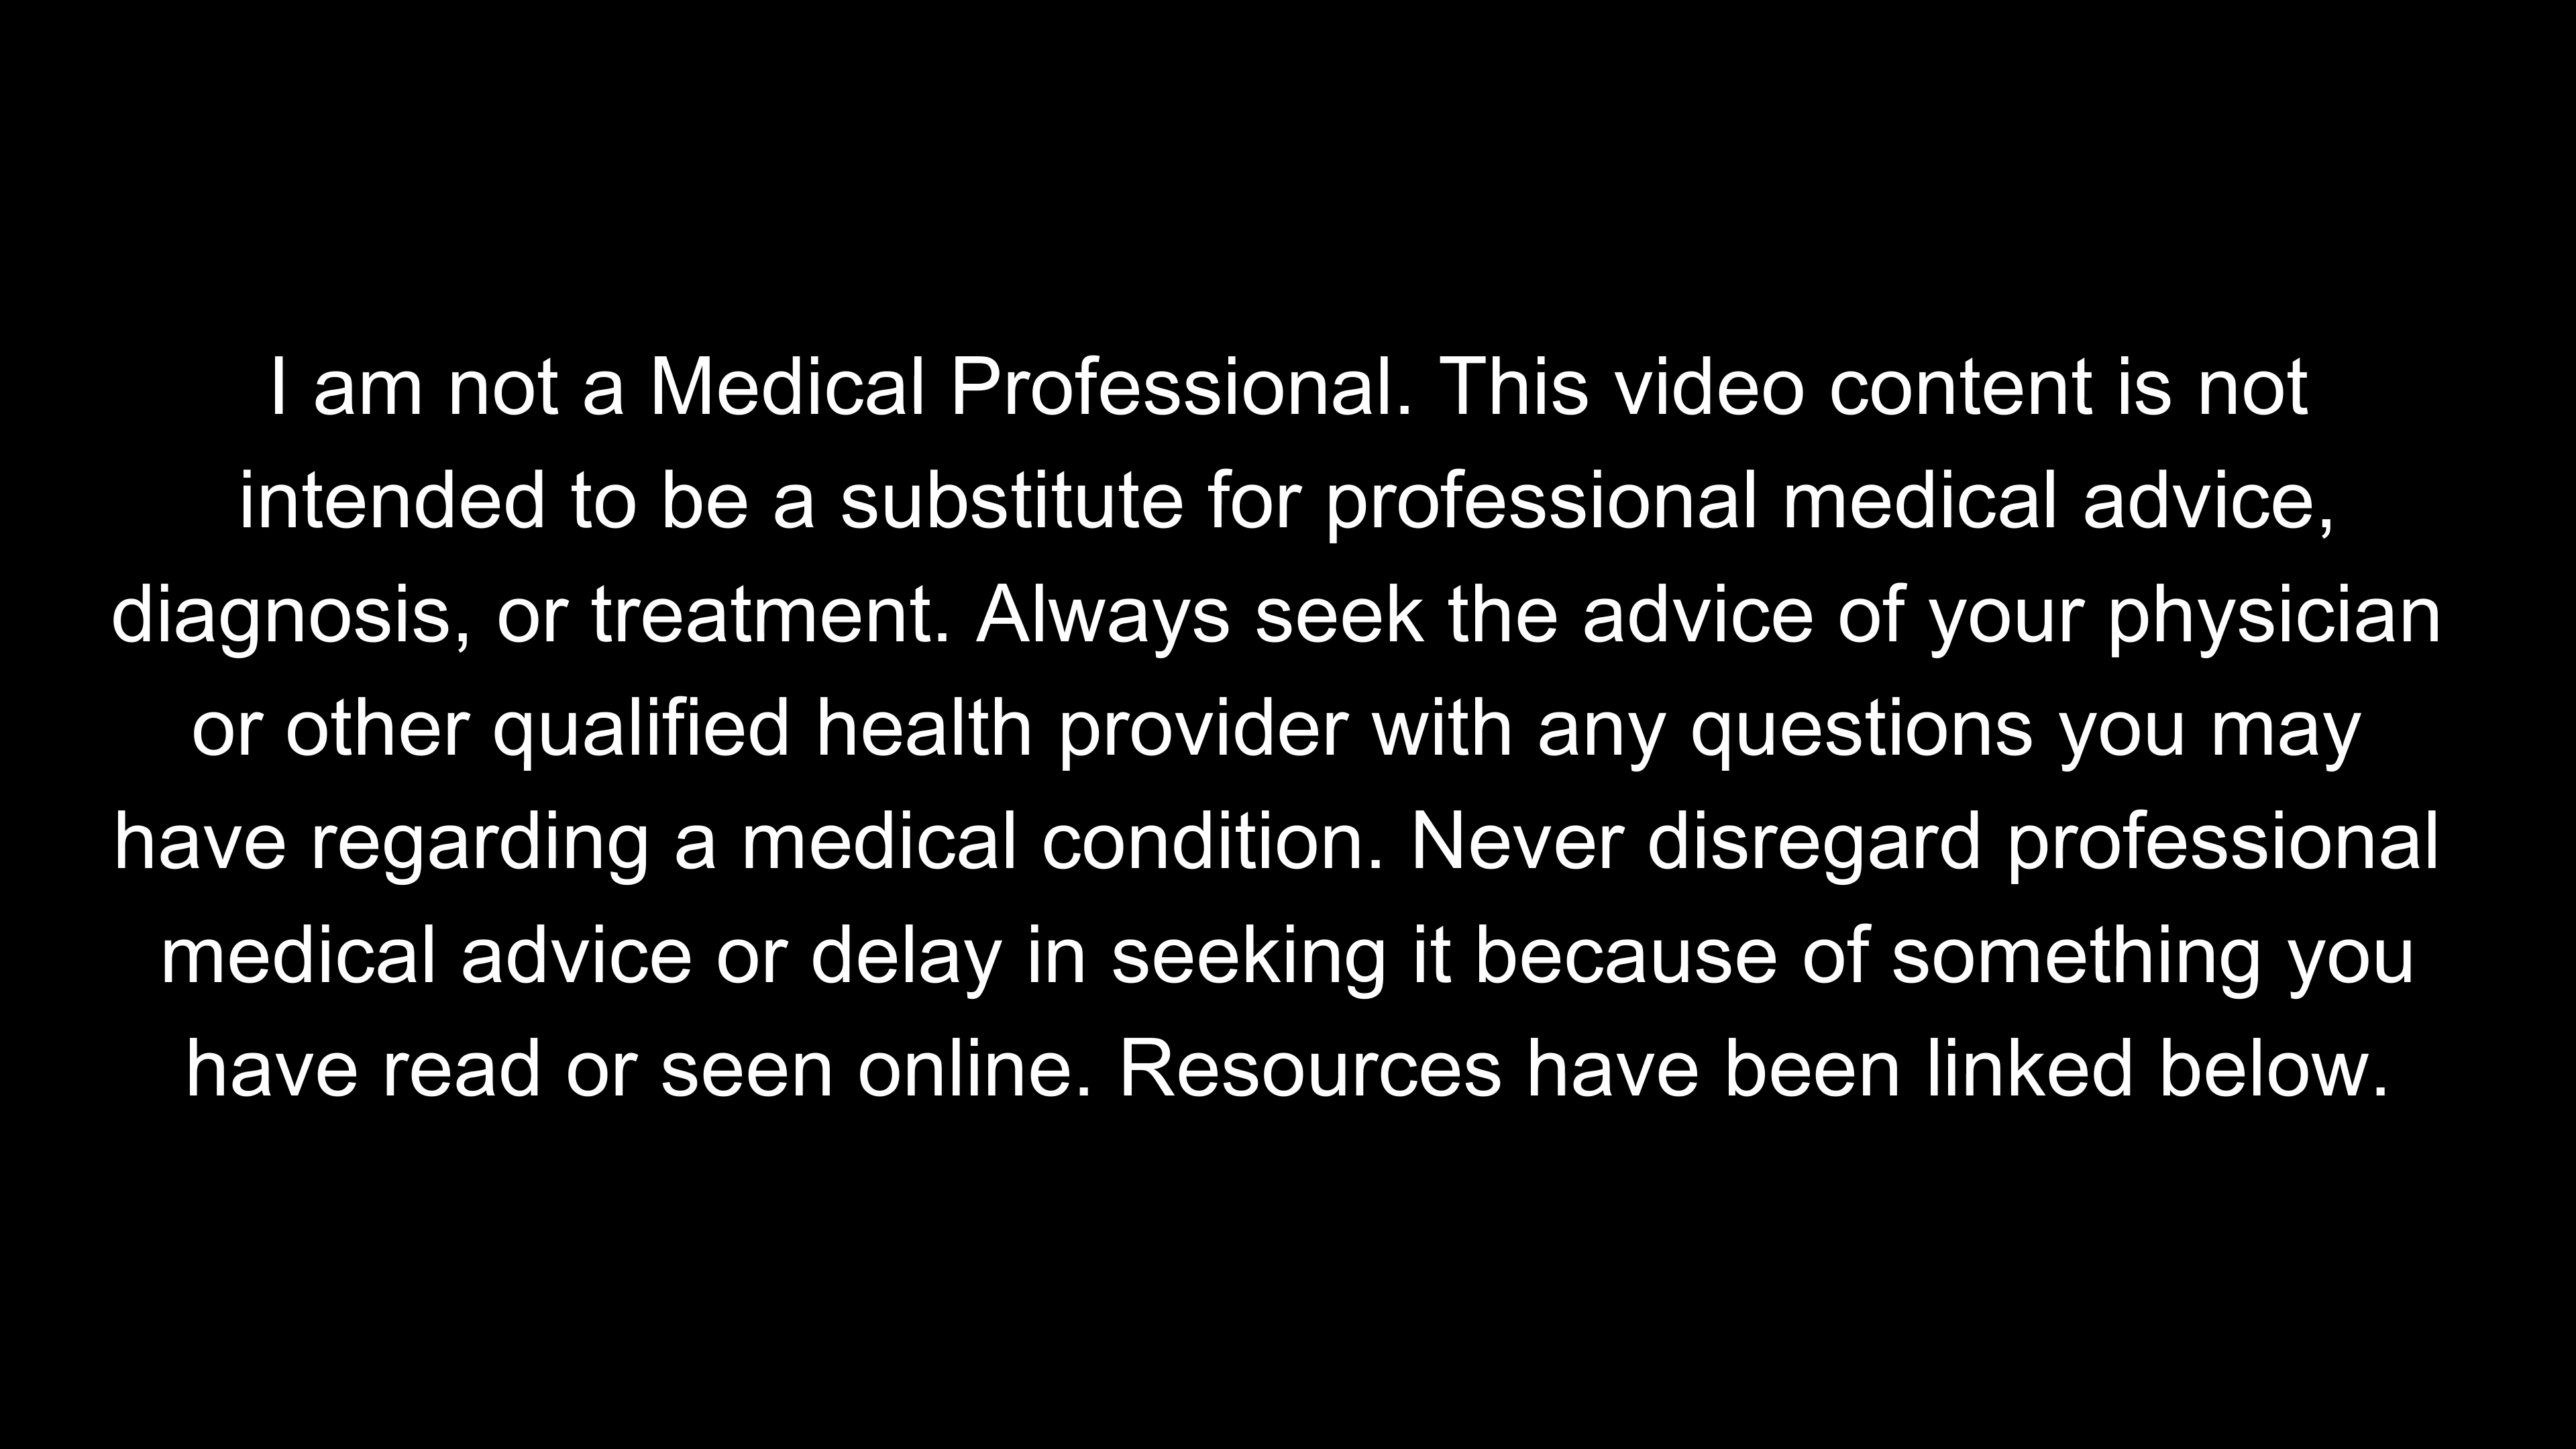 I am not a Medical Professional. This video content is not
intended to be a substitute for professional medical advice,
diagnosis, or treatment. Always seek the advice of your physician
or other qualified health provider with any questions you may
have regarding a medical condition. Never disregard professional
medical advice or delay in seeking it because of something you
have read or seen online. Resources have been linked below.